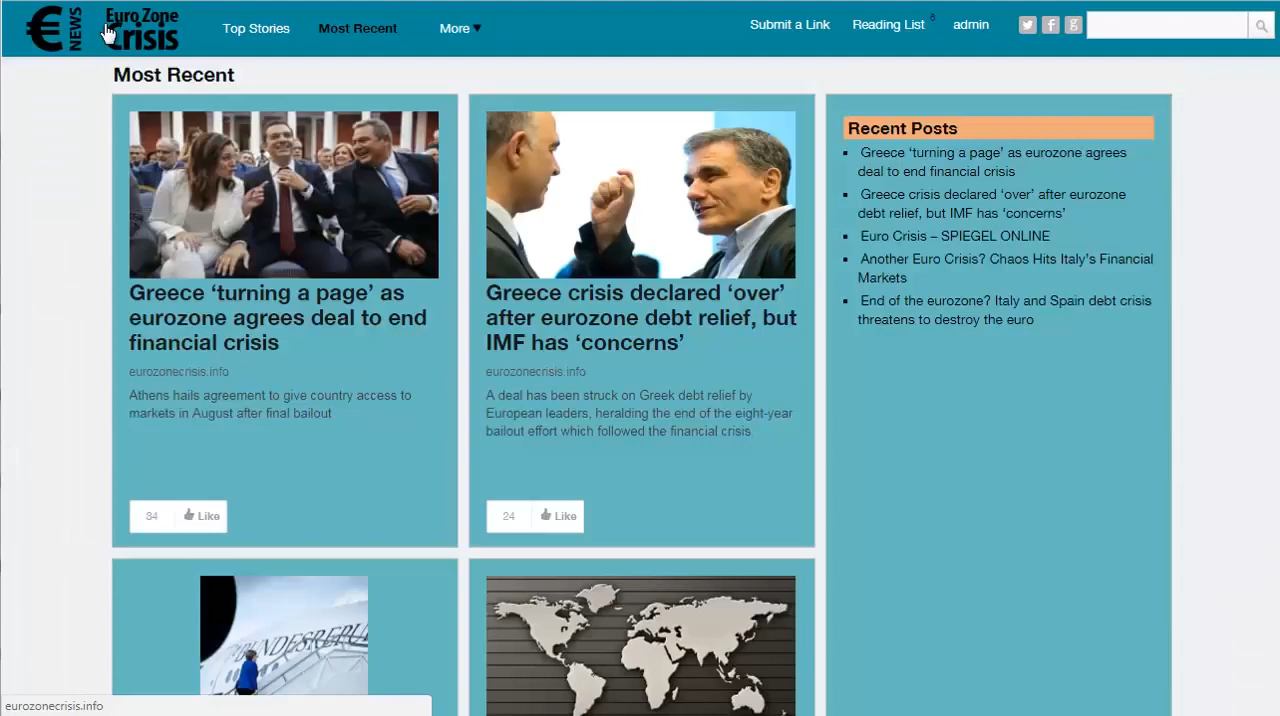 € NEWS
Euro Zone
Crisis
Top Stories
Most Recent
More ▼
Submit a Link
Reading List
admin
Most Recent
Greece ‘turning a page’ as
eurozone agrees deal to end
financial crisis
eurozonecrisis.info
Athens hails agreement to give country access to
markets in August after final bailout
34
Like
Greece crisis declared ‘over’
after eurozone debt relief, but
IMF has ‘concerns’
eurozonecrisis.info
A deal has been struck on Greek debt relief by
European leaders, heralding the end of the eight-year
bailout effort which followed the financial crisis.
24
Like
Recent Posts
Greece ‘turning a page’ as eurozone agrees
deal to end financial crisis
Greece crisis declared ‘over’ after eurozone
debt relief, but IMF has ‘concerns’
Euro Crisis – SPIEGEL ONLINE
Another Euro Crisis? Chaos Hits Italy’s Financial
Markets
End of the eurozone? Italy and Spain debt crisis
threatens to destroy the euro
eurozonecrisis.info